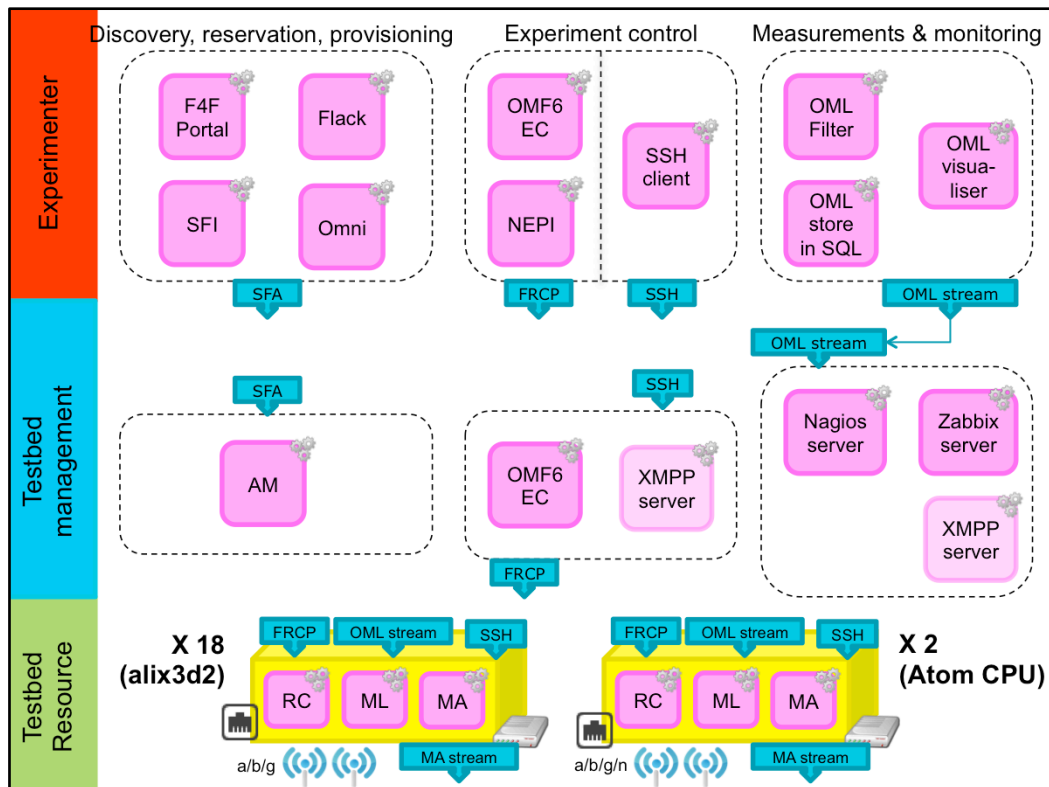 Discovery, reservation, provisioning
Experiment control
Measurements & monitoring
Experimenter
F4F
Portal
Flack
SFI
Omni
OMF6
EC
NEPI
SSH
client
OML
Filter
OML
store
in SQL
OML
visua-
liser
SFA
FRCP
SSH
OML stream
OML stream
Testbed
management
SFA
SSH
AM
OMF6
EC
XMPP
server
Nagios
server
Zabbix
server
XMPP
server
FRCP
Testbed
Resource
X 18
(alix3d2)
FRCP
OML stream
SSH
RC
ML
MA
a/b/g
MA stream
FRCP
OML stream
SSH
RC
ML
MA
a/b/g/n
MA stream
X 2
(Atom CPU)